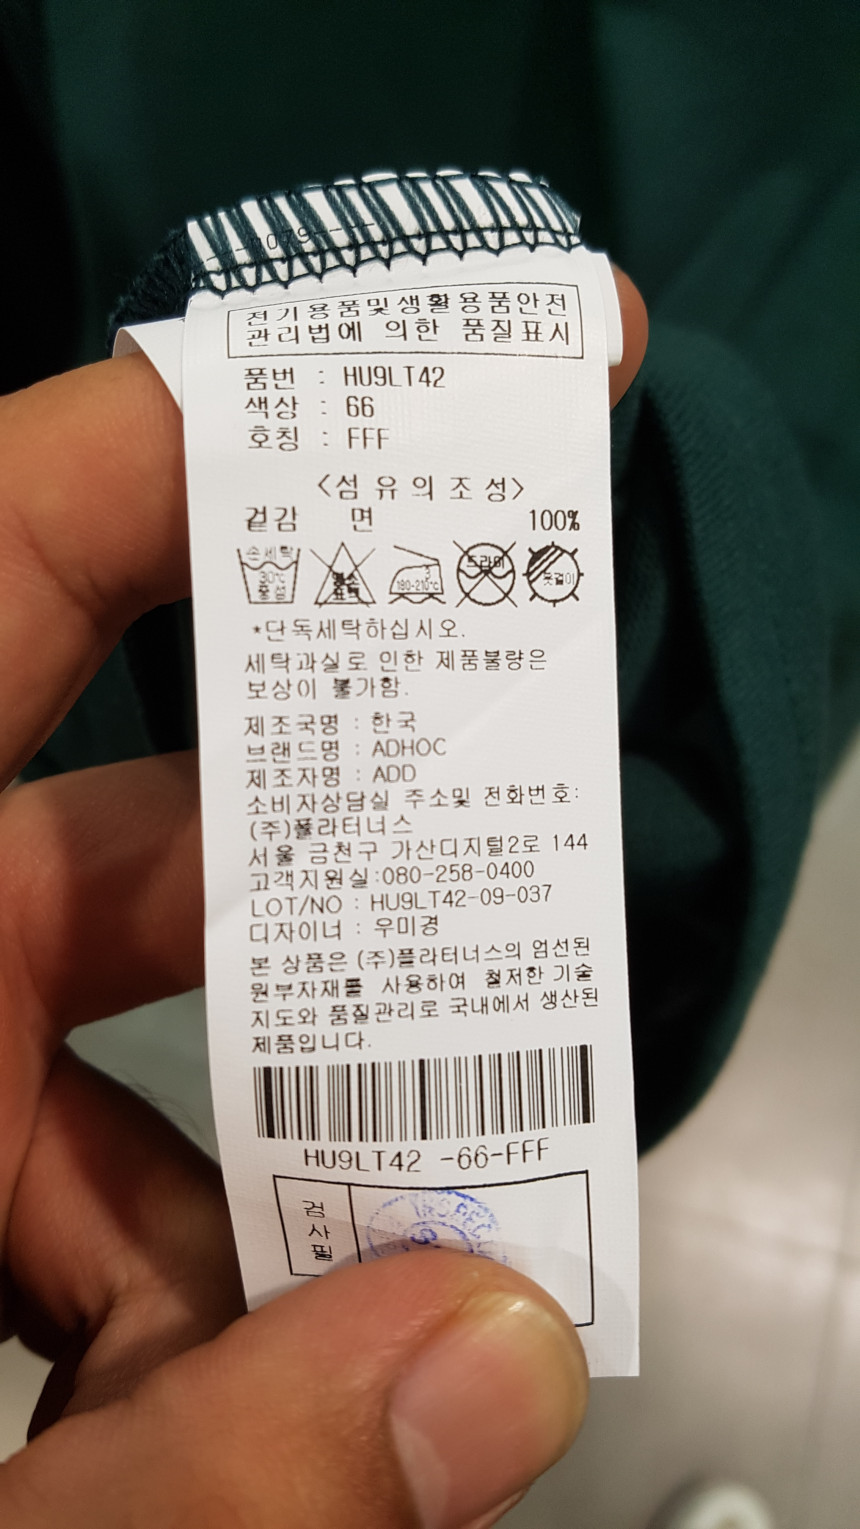 전기용품및생활용품안전
관리법에 의한 품질표시
품번 : HU9LT42
색상 : 66
호칭 : FFF
<섬유의조성>
겉감 면 100%
손세탁
30℃
중성
염소
표백
3
180-210℃
드라이
옷걸이
*단독세탁하십시오.
세탁과실로 인한 제품불량은
보상이 불가함.
제조국명 : 한국
브랜드명 : ADHOC
제조자명 : ADD
소비자상담실 주소및 전화번호:
(주)플라터너스
서울 금천구 가산디지털2로 144
고객지원실:080-258-0400
LOT/NO : HU9LT42-09-037
디자이너 : 우미경
본 상품은 (주)플라터너스의 엄선된
원부자재를 사용하여 철저한 기술
지도와 품질관리로 국내에서 생산된
제품입니다.
HU9LT42 -66-FFF
검사필